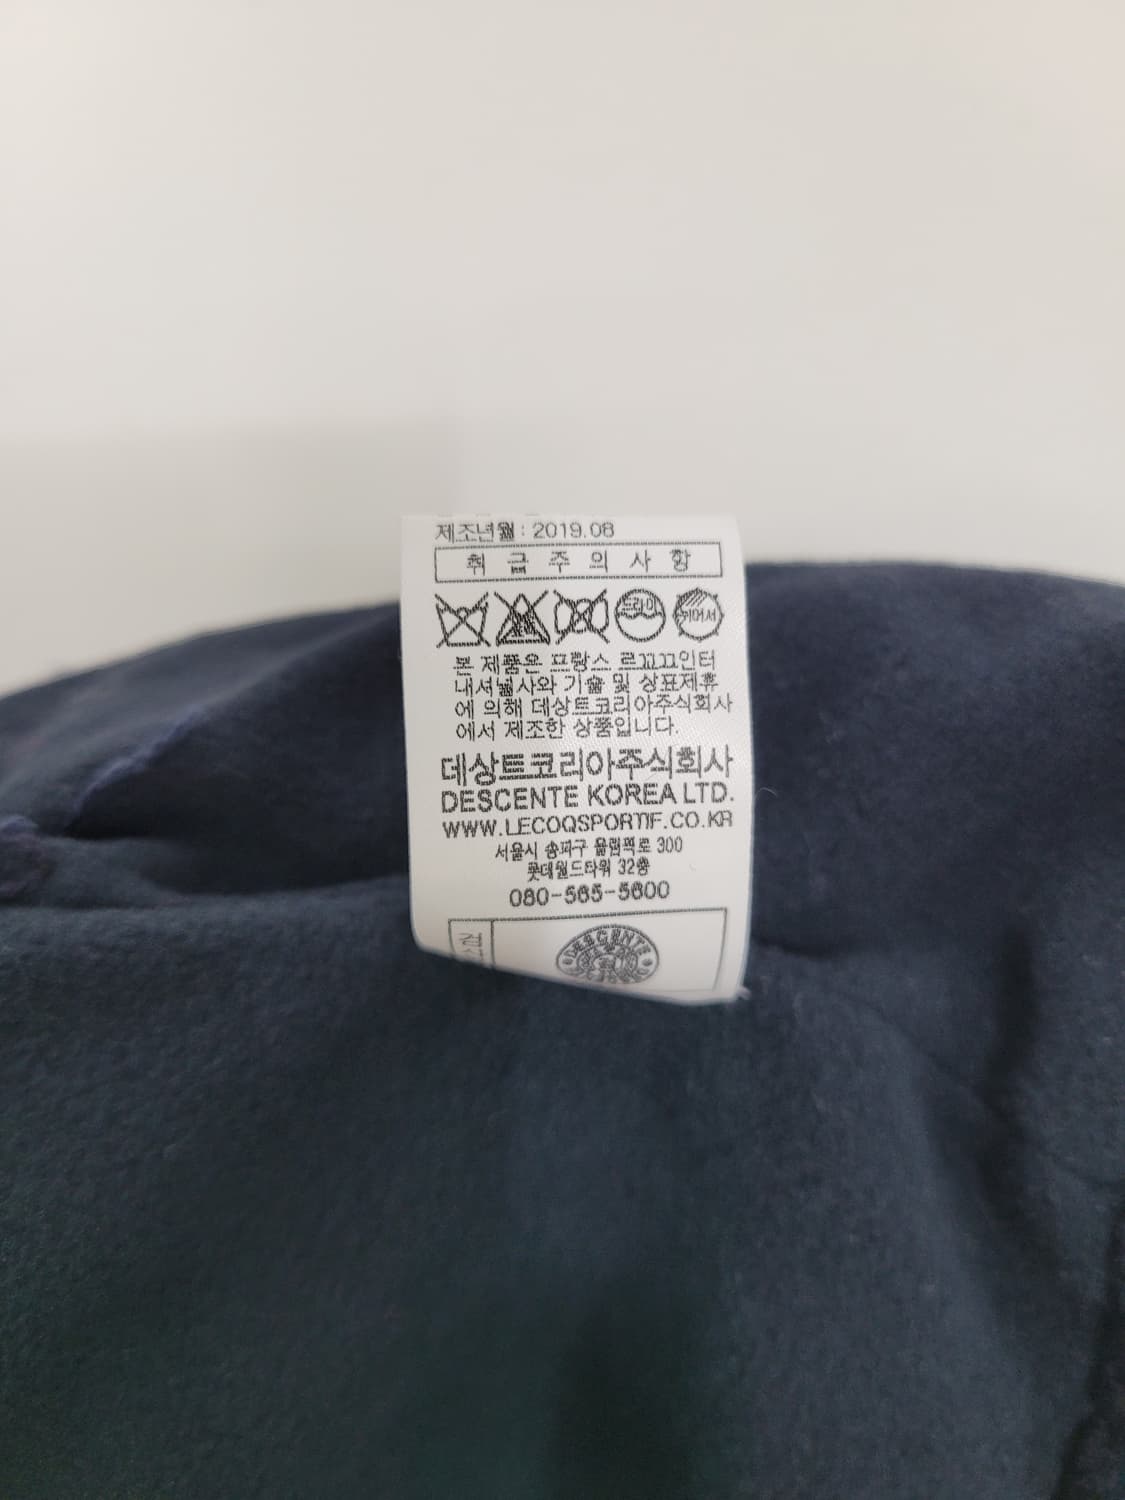 제조년월 : 2019.08
취 급 주 의 사 항
드라이 뉘어서
본 제품은 프랑스 르꼬끄인터
내셔널사와 기술 및 상표제휴
에 의해 데상트코리아주식회사
에서 제조한 상품입니다.
데상트코리아주식회사
DESCENTE KOREA LTD.
WWW.LECOQSPORTIF.CO.KR
서울시 송파구 올림픽로 300
롯데월드타워 32층
080-565-5600
DESCENTE